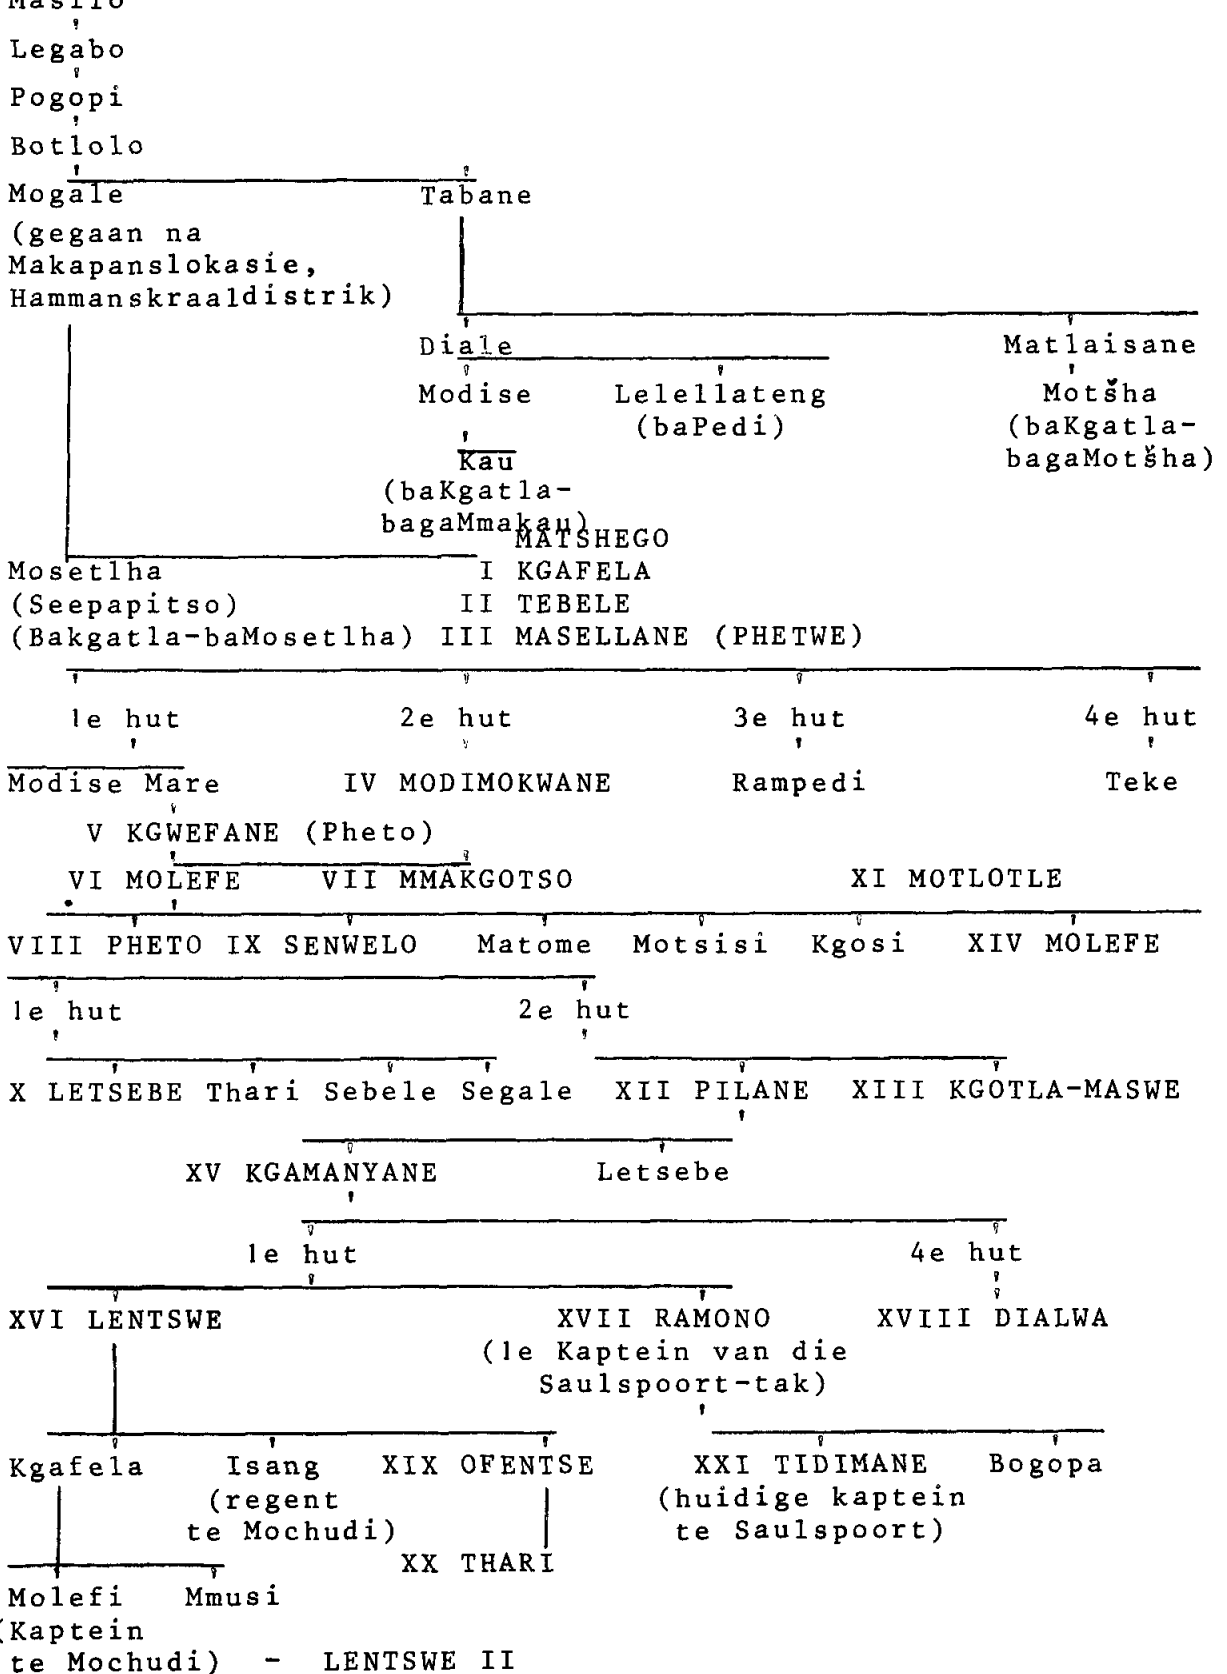 Masilo
Legabo
Pogopi
Botlolo
Mogale Tabane
(gegaan na
Makapanslokasie,
Hammanskraaldistrik)
Diale Matlaisane
Modise Lelellateng Motšha
(baPedi) (baKgatla-
Kau bagaMotšha)
(baKgatla-
bagaMmakau)
MATSHEGO
Mosetlha I KGAFELA
(Seepapitso) II TEBELE
(Bakgatla-baMosetlha) III MASELLANE (PHETWE)
1e hut 2e hut 3e hut 4e hut
Modise Mare IV MODIMOKWANE Rampedi Teke
V KGWEFANE (Pheto)
VI MOLEFE VII MMAKGOTSO XI MOTLOTLE
VIII PHETO IX SENWELO Matome Motsisi Kgosi XIV MOLEFE
1e hut 2e hut
X LETSEBE Thari Sebele Segale XII PILANE XIII KGOTLA-MASWE
XV KGAMANYANE Letsebe
1e hut 4e hut
XVI LENTSWE XVII RAMONO XVIII DIALWA
(1e Kaptein van die
Saulspoort-tak)
Kgafela Isang XIX OFENTSE XXI TIDIMANE Bogopa
(regent (huidige kaptein
te Mochudi) te Saulspoort)
XX THARI
Molefi Mmusi
(Kaptein
te Mochudi) - LENTSWE II